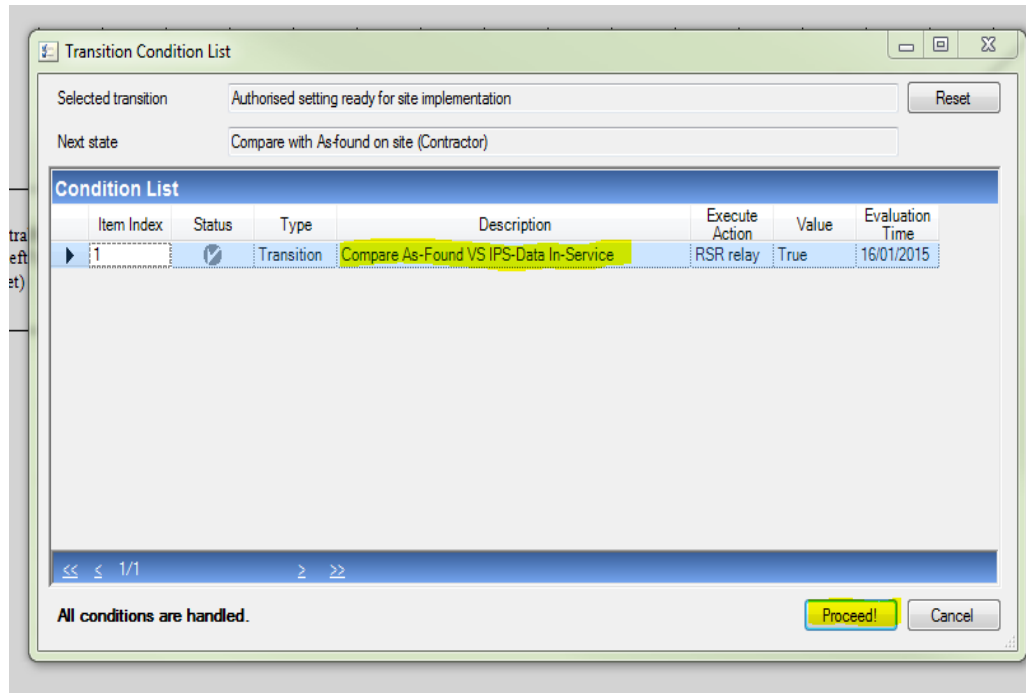 Transition Condition List
Selected transition Authorised setting ready for site implementation Reset
Next state Compare with As-found on site (Contractor)
Condition List
Item Index Status Type Description Execute Action Value Evaluation Time
1 Transition Compare As-Found VS IPS-Data In-Service RSR relay True 16/01/2015
tra
eft
et)
<< < 1/1 > >>
All conditions are handled. Proceed! Cancel